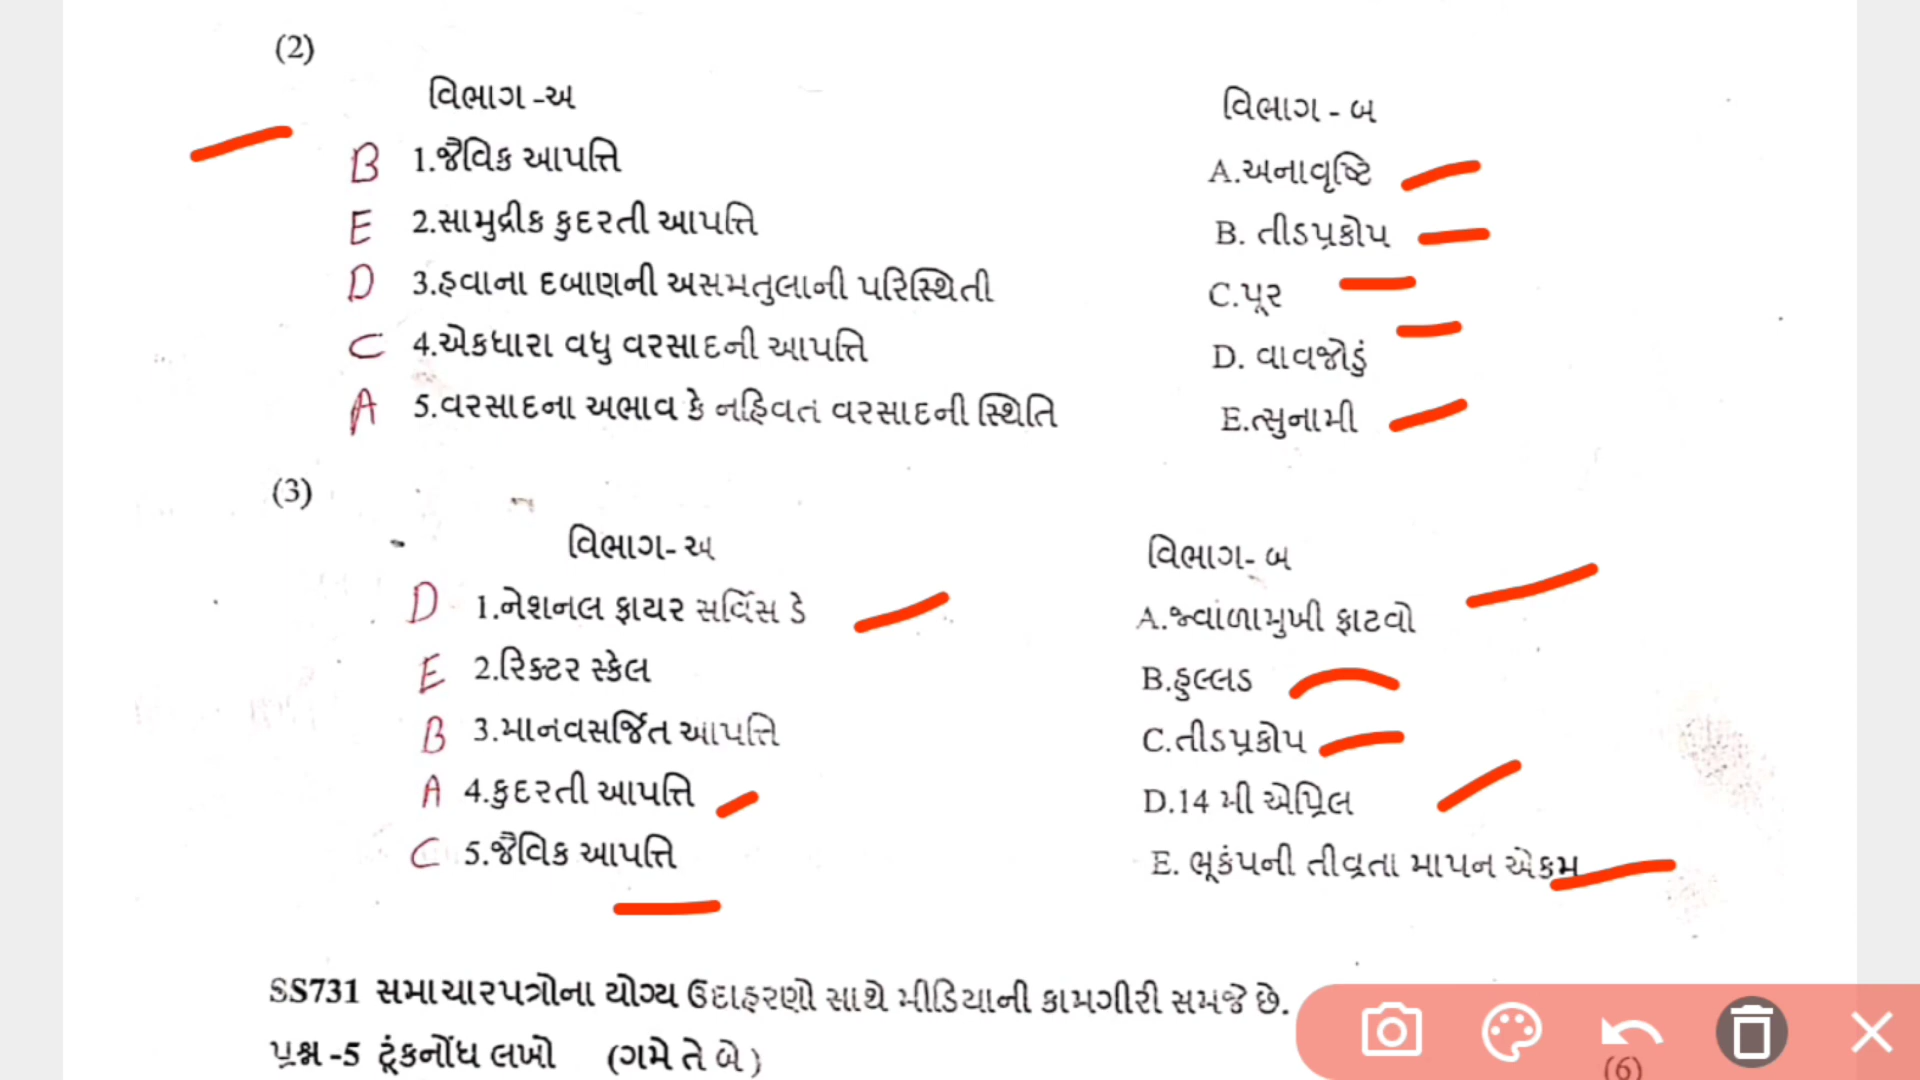 (2)
વિભાગ -અ વિભાગ - બ
B 1.જૈવિક આપત્તિ A.અનાવૃષ્ટિ
E 2.સામુદ્રીક કુદરતી આપત્તિ B. તીડપ્રકોપ
D 3.હવાના દબાણની અસમતુલાની પરિસ્થિતી C.પૂર
C 4.એકધારા વધુ વરસાદની આપત્તિ D. વાવજોડું
A 5.વરસાદના અભાવ કે નહિવત વરસાદની સ્થિતિ E.ત્સુનામી
(3)
વિભાગ- અ વિભાગ- બ
D 1.નેશનલ ફાયર સર્વિસ ડે A.જ્વાંળામુખી ફાટવો
E 2.રિક્ટર સ્કેલ B.હુલ્લડ
B 3.માનવસર્જિત આપત્તિ C.તીડપ્રકોપ
A 4.કુદરતી આપત્તિ D.14 મી એપ્રિલ
C 5.જૈવિક આપત્તિ E. ભૂકંપની તીવ્રતા માપન એકમ
SS731 સમાચારપત્રોના યોગ્ય ઉદાહરણો સાથે મીડિયાની કામગીરી સમજે છે.
પ્રશ્ન -5 ટૂંકનોંધ લખો (ગમે તે બે) (6)